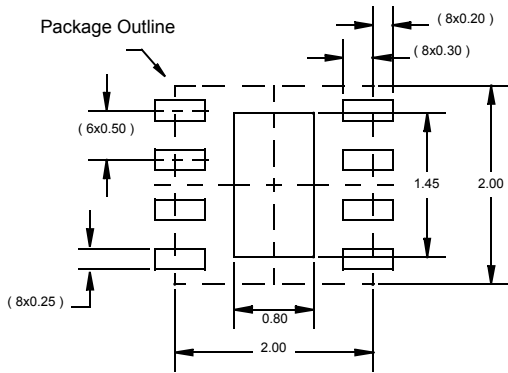 ( 8x0.20 )
Package Outline
( 8x0.30 )
( 6x0.50 )
1.45
2.00
( 8x0.25 )
0.80
2.00